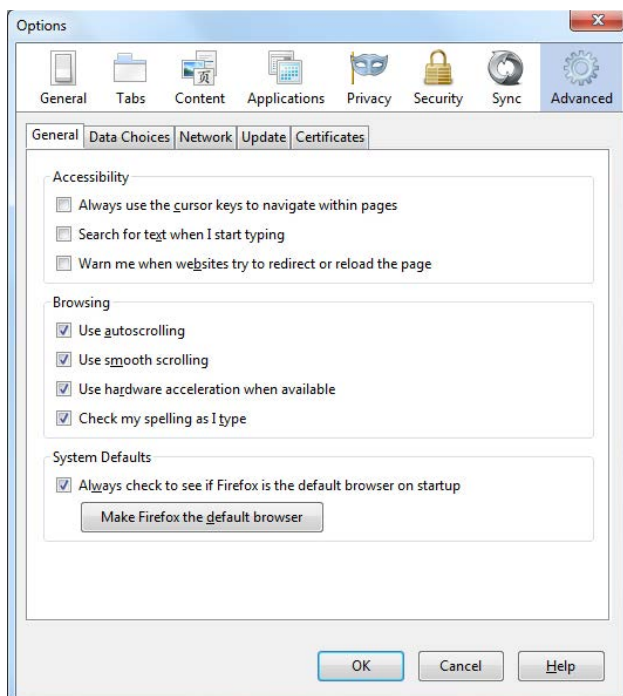 Options
General Tabs Content Applications Privacy Security Sync Advanced
General Data Choices Network Update Certificates
Accessibility
Always use the cursor keys to navigate within pages
Search for text when I start typing
Warn me when websites try to redirect or reload the page
Browsing
Use autoscrolling
Use smooth scrolling
Use hardware acceleration when available
Check my spelling as I type
System Defaults
Always check to see if Firefox is the default browser on startup
Make Firefox the default browser
OK Cancel Help